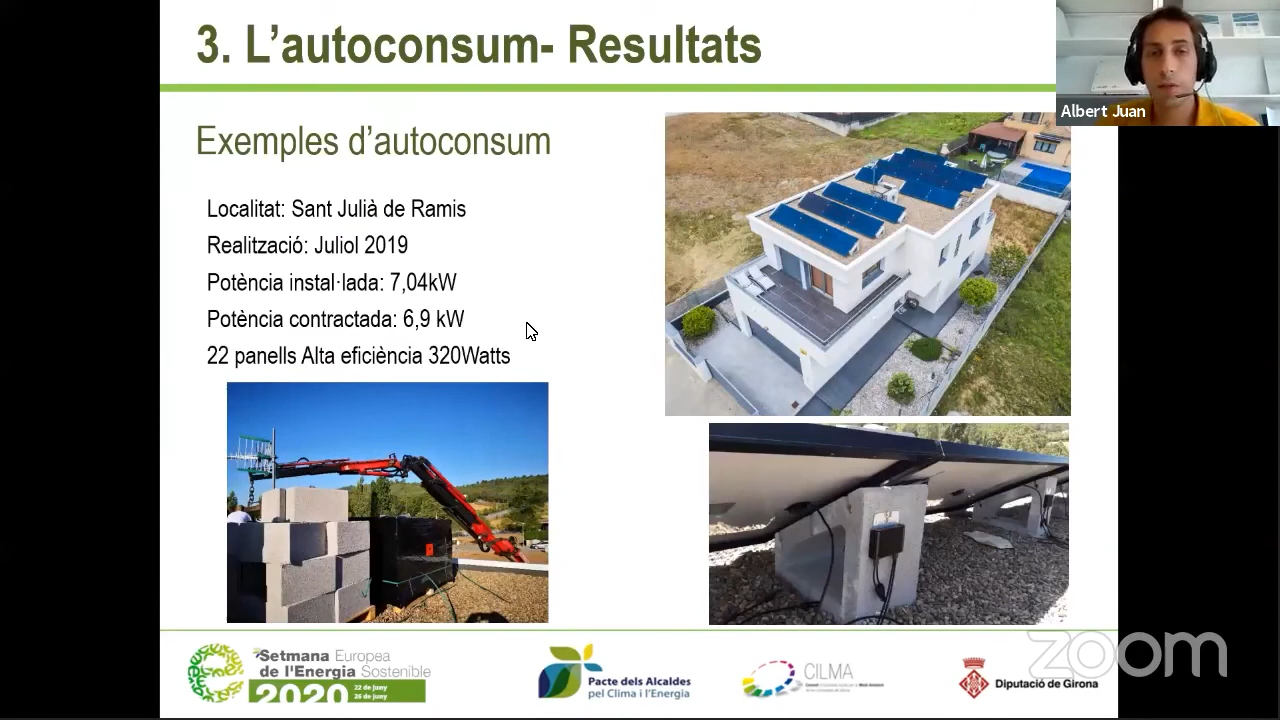 3. L'autoconsum- Resultats
Albert Juan
Exemples d'autoconsum
Localitat: Sant Julià de Ramis
Realització: Juliol 2019
Potència instal·lada: 7,04kW
Potència contractada: 6,9 kW
22 panells Alta eficiència 320Watts
Setmana Europea
de l'Energia Sostenible
2020 22 de juny
26 de juny
Pacte dels Alcaldes
pel Clima i l'Energia
CILMA
Diputació de Girona
zoom